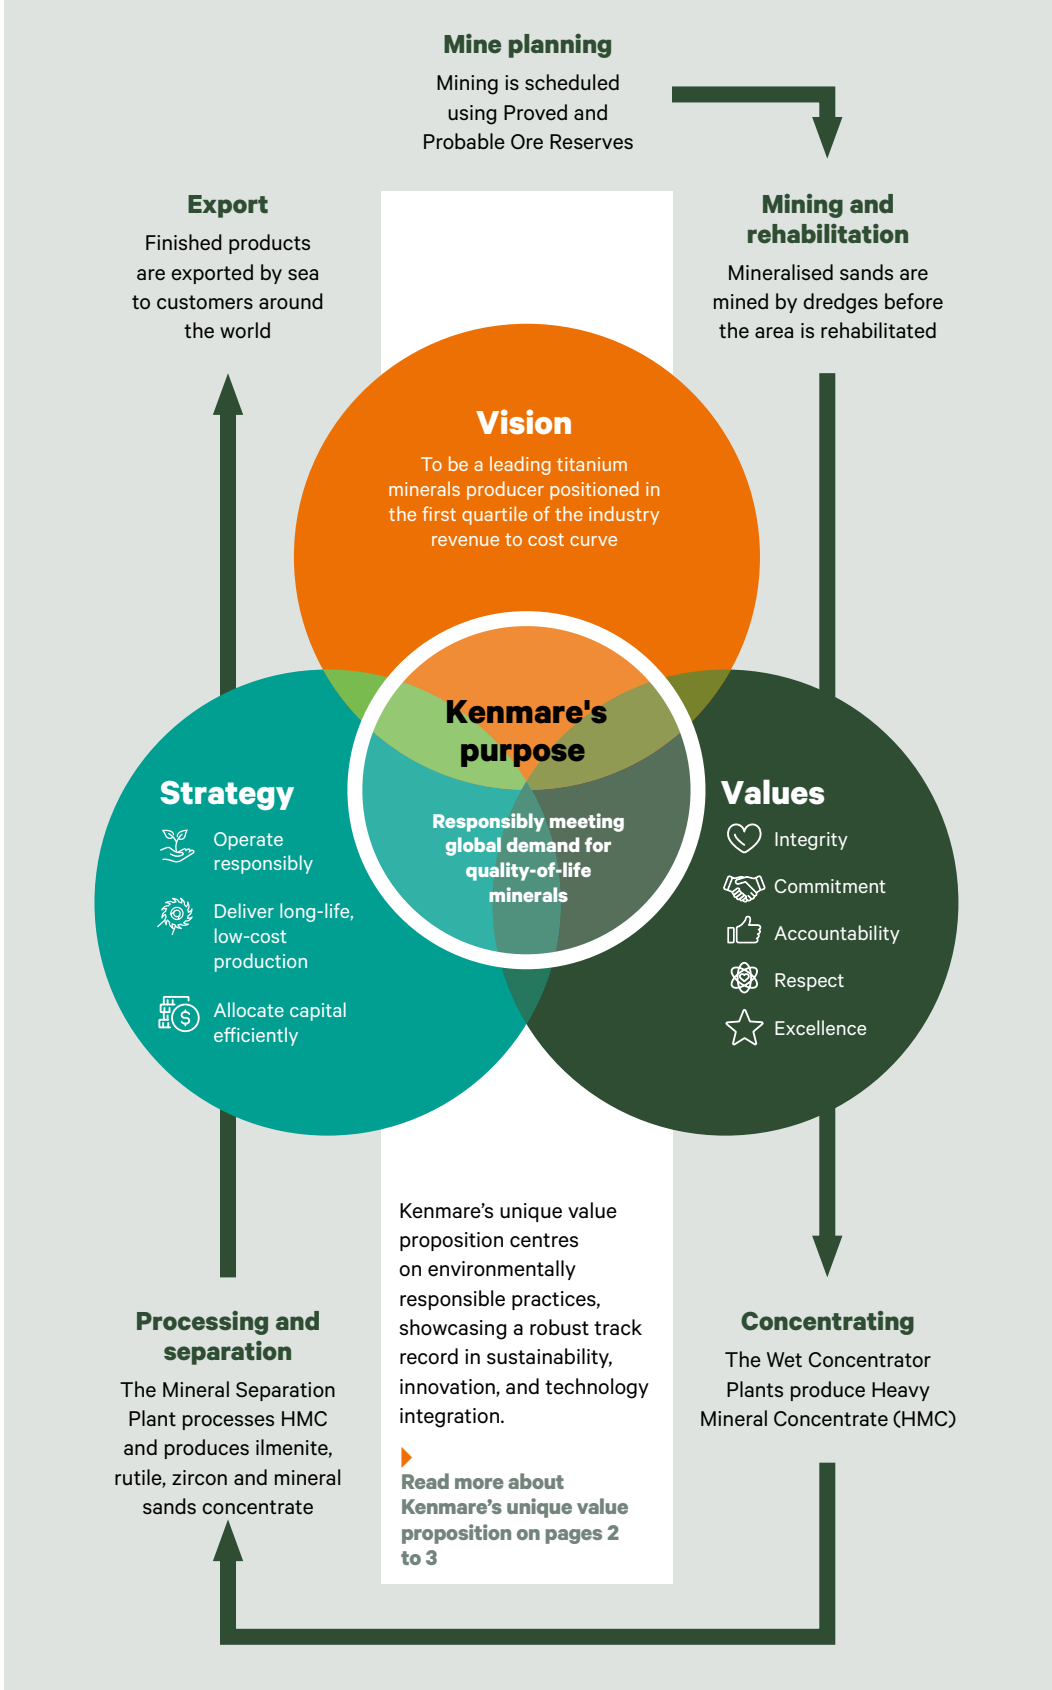 Mine planning
Mining is scheduled
using Proved and
Probable Ore Reserves
Export
Finished products
are exported by sea
to customers around
the world
Mining and
rehabilitation
Mineralised sands are
mined by dredges before
the area is rehabilitated
Vision
To be a leading titanium
minerals producer positioned in
the first quartile of the industry
revenue to cost curve
Kenmare's
purpose
Responsibly meeting
global demand for
quality-of-life
minerals
Strategy
Operate
responsibly
Deliver long-life,
low-cost
production
Allocate capital
efficiently
Values
Integrity
Commitment
Accountability
Respect
Excellence
Kenmare’s unique value
proposition centres
on environmentally
responsible practices,
showcasing a robust track
record in sustainability,
innovation, and technology
integration.
Read more about
Kenmare’s unique value
proposition on pages 2
to 3
Processing and
separation
The Mineral Separation
Plant processes HMC
and produces ilmenite,
rutile, zircon and mineral
sands concentrate
Concentrating
The Wet Concentrator
Plants produce Heavy
Mineral Concentrate (HMC)